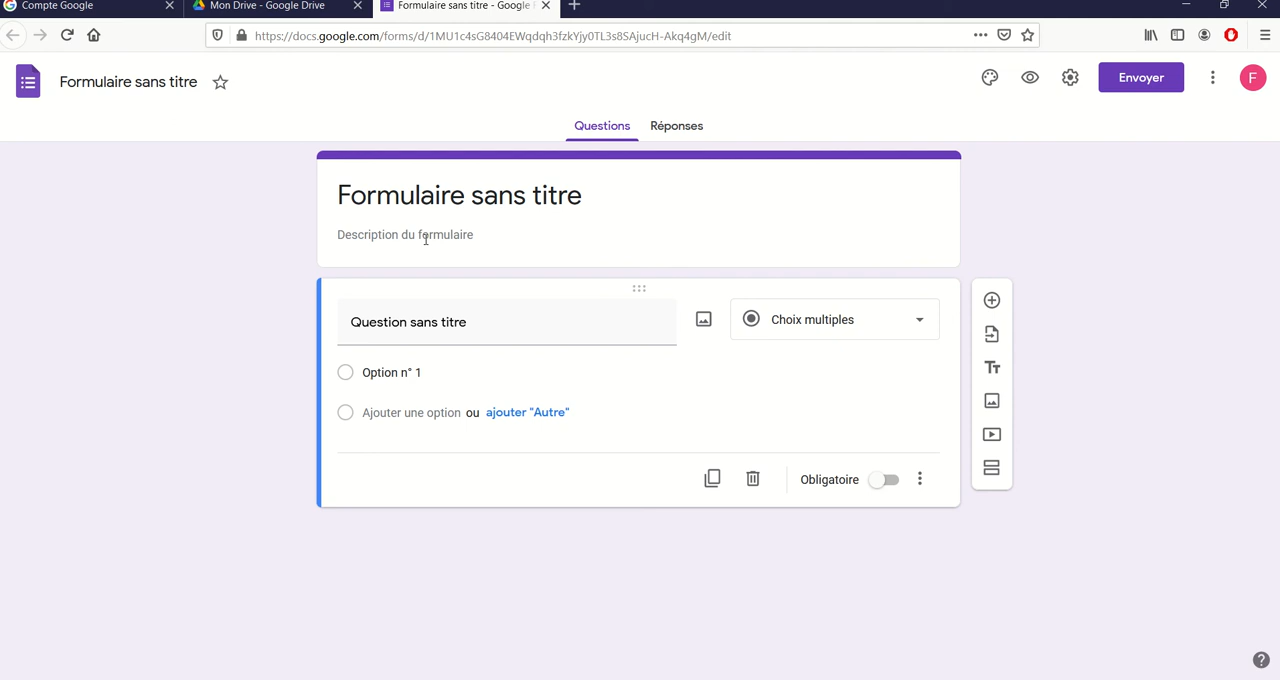 Compte Google
Mon Drive - Google Drive
Formulaire sans titre - Google F
https://docs.google.com/forms/d/1MU1c4sG8404EWqdqh3fzkYjy0TL3s8SAjucH-Akq4gM/edit
Formulaire sans titre
Envoyer
F
Questions
Réponses
Formulaire sans titre
Description du formulaire
Question sans titre
Choix multiples
Option n° 1
Ajouter une option ou ajouter "Autre"
Obligatoire